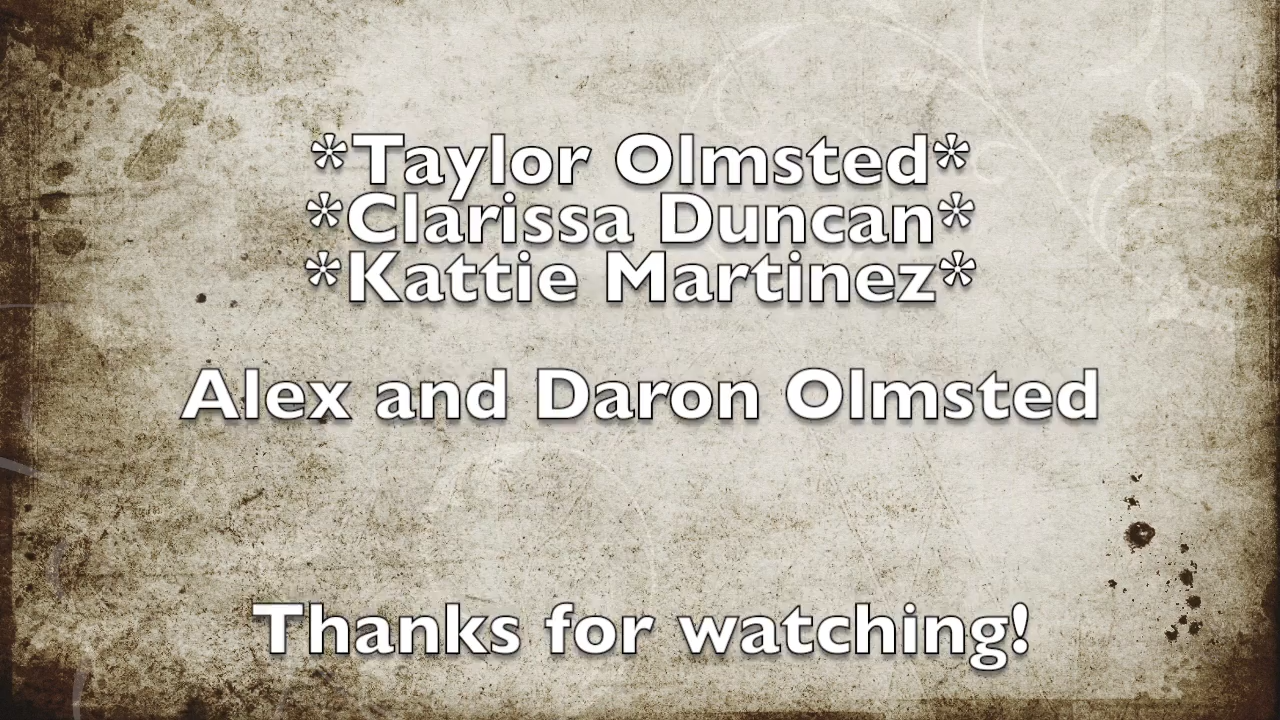 *Taylor Olmsted*
*Clarissa Duncan*
*Kattie Martinez*
Alex and Daron Olmsted
Thanks for watching!